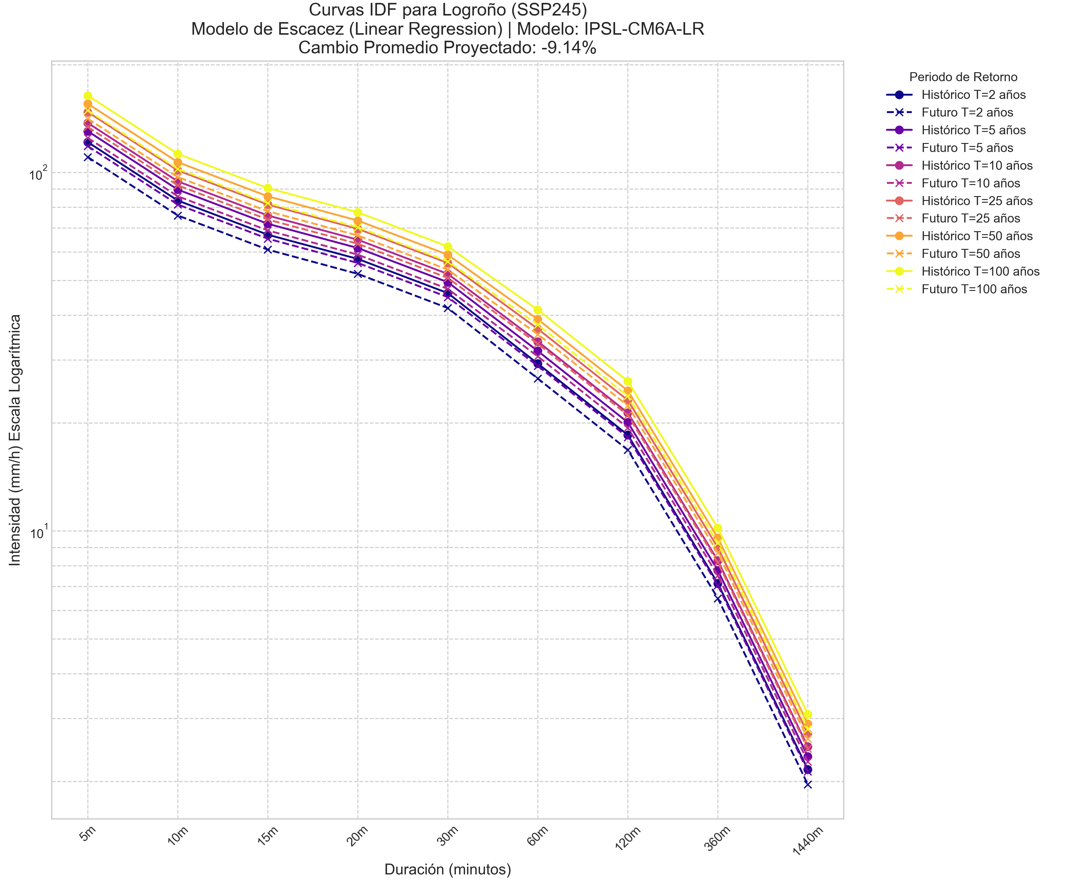 Curvas IDF para Logroño (SSP245)
Modelo de Escacez (Linear Regression) | Modelo: IPSL-CM6A-LR
Cambio Promedio Proyectado: -9.14%
Periodo de Retorno
Histórico T=2 años
Futuro T=2 años
Histórico T=5 años
Futuro T=5 años
Histórico T=10 años
Futuro T=10 años
Histórico T=25 años
Futuro T=25 años
Histórico T=50 años
Futuro T=50 años
Histórico T=100 años
Futuro T=100 años
Intensidad (mm/h) Escala Logarítmica
10²
10¹
5m 10m 15m 20m 30m 60m 120m 360m 1440m
Duración (minutos)